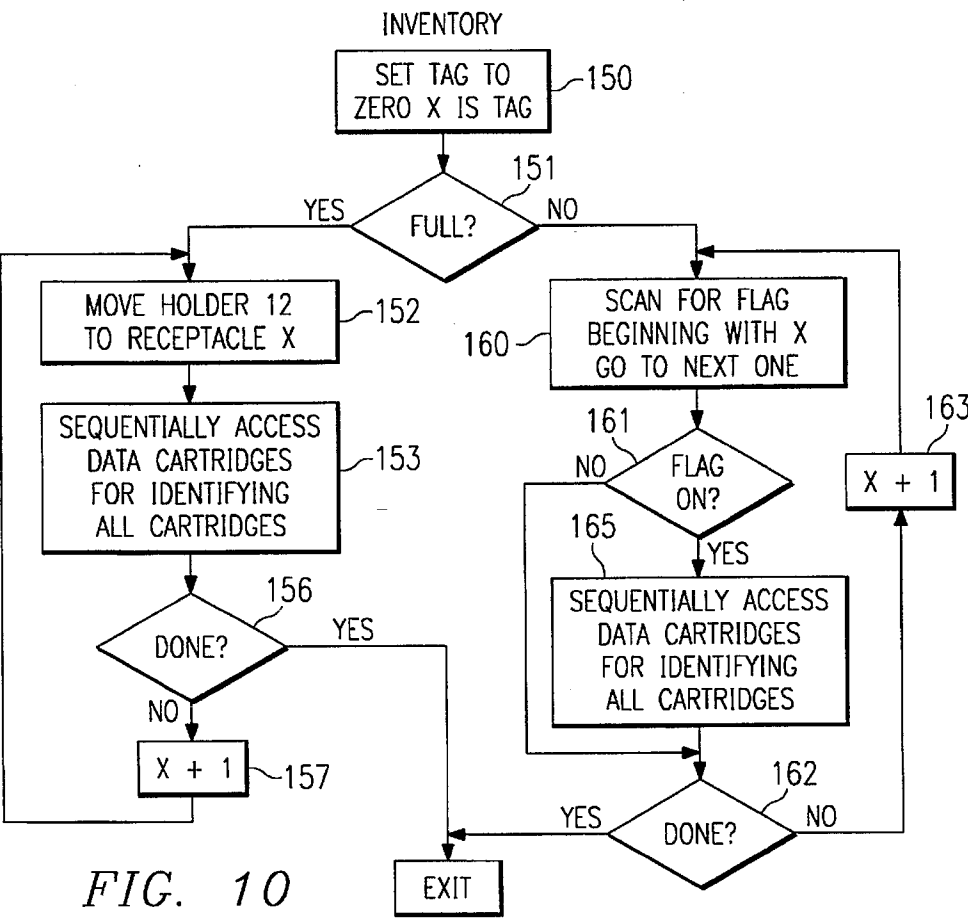 INVENTORY
SET TAG TO
ZERO X IS TAG
150
151
FULL?
YES
NO
MOVE HOLDER 12
TO RECEPTACLE X
152
SEQUENTIALLY ACCESS
DATA CARTRIDGES
FOR IDENTIFYING
ALL CARTRIDGES
153
156
DONE?
YES
NO
X + 1
157
SCAN FOR FLAG
BEGINNING WITH X
GO TO NEXT ONE
160
161
FLAG
ON?
NO
YES
163
X + 1
165
SEQUENTIALLY ACCESS
DATA CARTRIDGES
FOR IDENTIFYING
ALL CARTRIDGES
162
DONE?
YES
NO
EXIT
FIG. 10